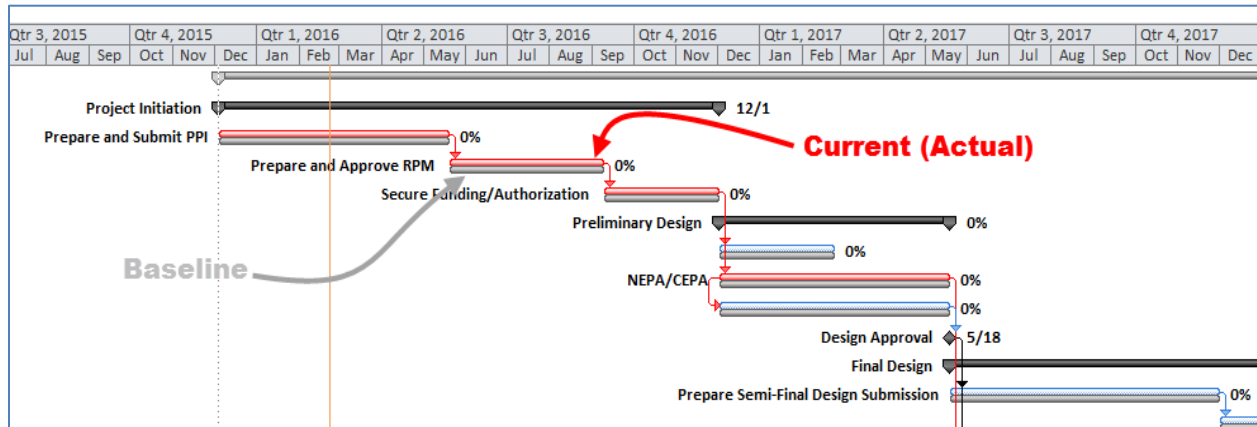 Qtr 3, 2015 Qtr 4, 2015 Qtr 1, 2016 Qtr 2, 2016 Qtr 3, 2016 Qtr 4, 2016 Qtr 1, 2017 Qtr 2, 2017 Qtr 3, 2017 Qtr 4, 2017
Jul Aug Sep Oct Nov Dec Jan Feb Mar Apr May Jun Jul Aug Sep Oct Nov Dec Jan Feb Mar Apr May Jun Jul Aug Sep Oct Nov Dec
Project Initiation 12/1
Prepare and Submit PPI 0%
Current (Actual)
Prepare and Approve RPM 0%
Secure Funding/Authorization 0%
Preliminary Design 0%
0%
Baseline
NEPA/CEPA 0%
0%
Design Approval 5/18
Final Design
Prepare Semi-Final Design Submission 0%